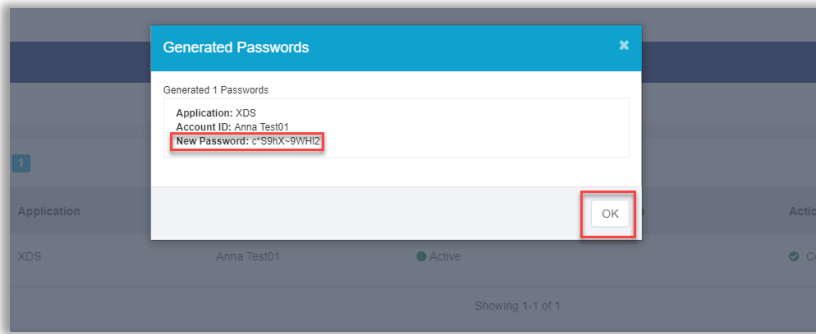 Generated Passwords ×
Generated 1 Passwords
Application: XDS
Account ID: Anna Test01
New Password: c*S9hX~9WHI2
1
OK
Application
XDS Anna Test01 Active
Showing 1-1 of 1